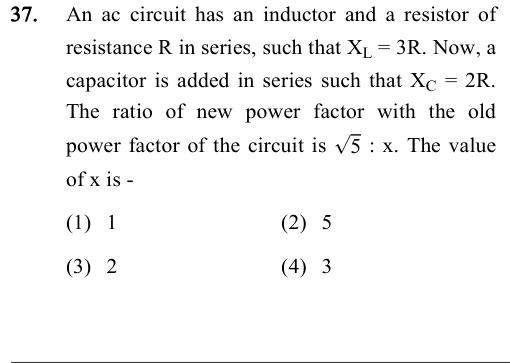 37. An ac circuit has an inductor and a resistor of
resistance R in series, such that X_L = 3R. Now, a
capacitor is added in series such that X_C = 2R.
The ratio of new power factor with the old
power factor of the circuit is √5 : x. The value
of x is -
(1) 1 (2) 5
(3) 2 (4) 3